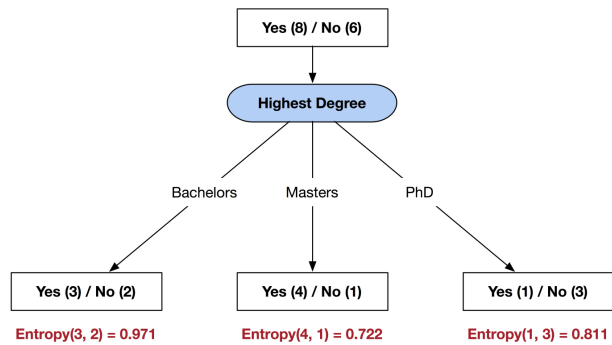 Yes (8) / No (6)
Highest Degree
Bachelors
Masters
PhD
Yes (3) / No (2)
Yes (4) / No (1)
Yes (1) / No (3)
Entropy(3, 2) = 0.971
Entropy(4, 1) = 0.722
Entropy(1, 3) = 0.811